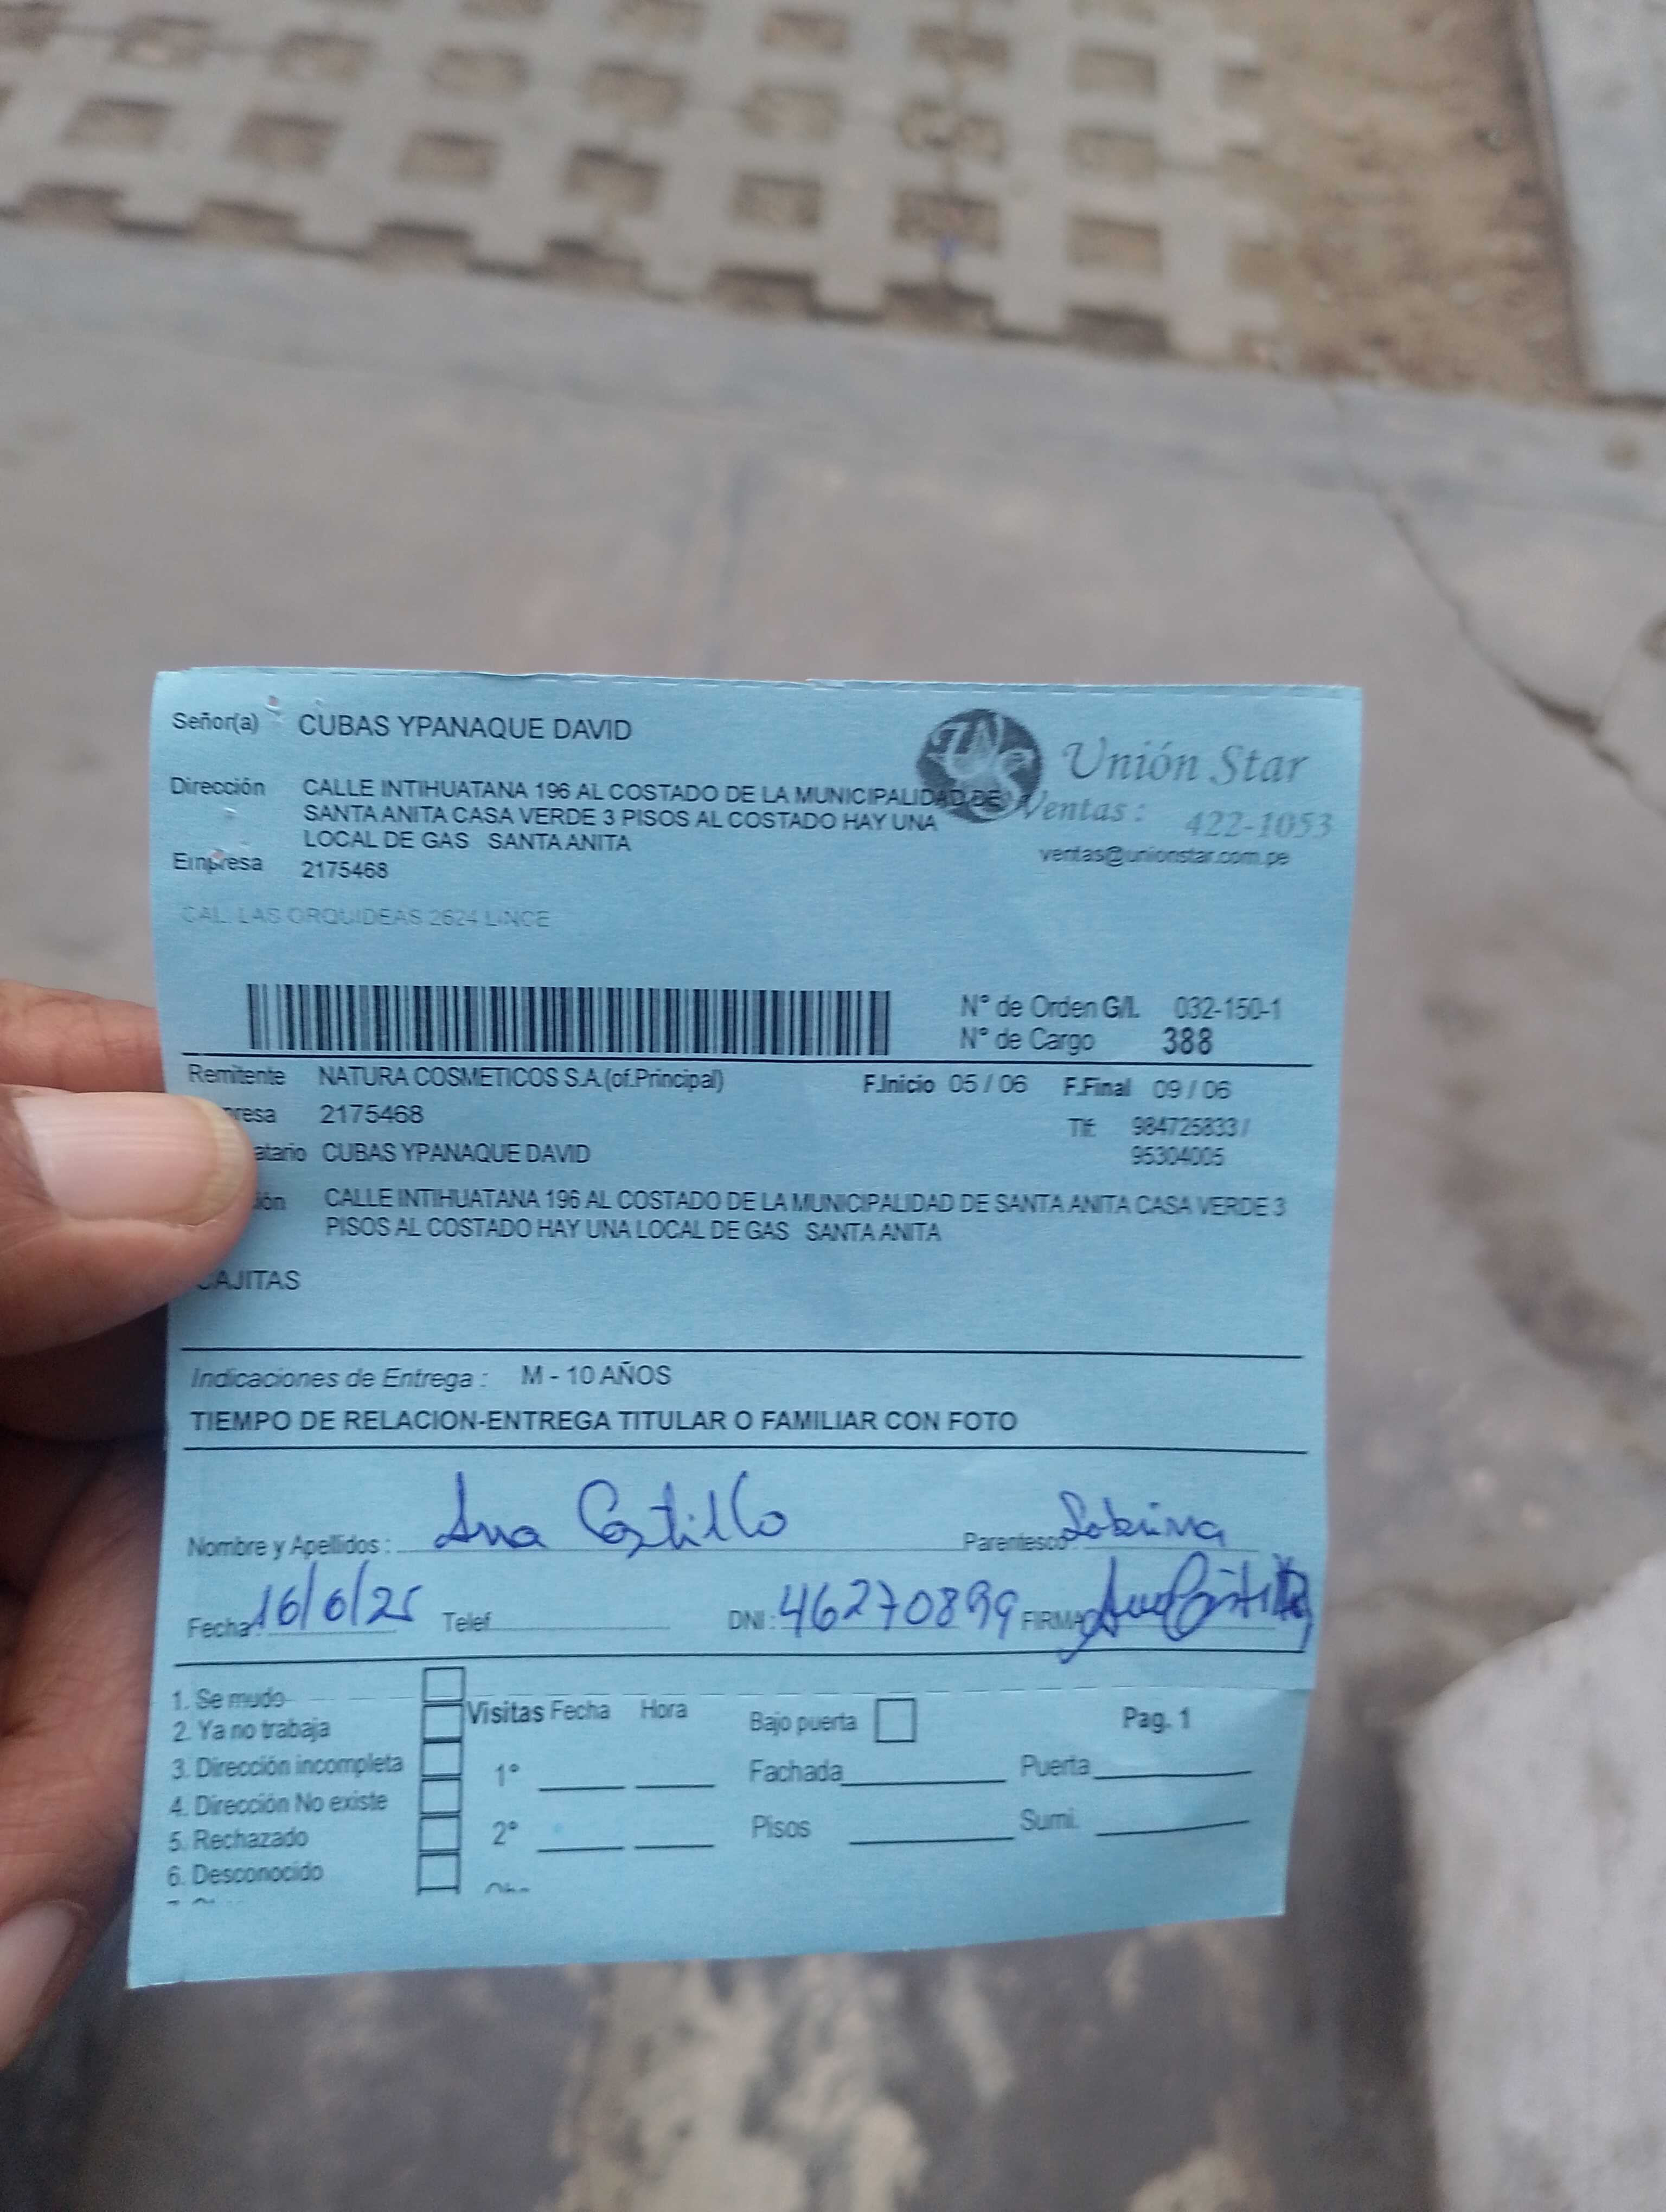 Señor(a) CUBAS YPANAQUE DAVID
Unión Star
Dirección CALLE INTIHUATANA 196 AL COSTADO DE LA MUNICIPALIDAD DE
SANTA ANITA CASA VERDE 3 PISOS AL COSTADO HAY UNA
LOCAL DE GAS SANTA ANITA
Ventas : 422-1053
ventas@unionstar.com.pe
Empresa 2175468
CAL. LAS ORQUIDEAS 2624 LINCE
N° de Orden G/I. 032-150-1
N° de Cargo 388
Remitente NATURA COSMETICOS S.A.(of.Principal) F.Inicio 05 / 06 F.Final 09 / 06
resa 2175468 Tlf: 984725833 /
atario CUBAS YPANAQUE DAVID 95304005
ión CALLE INTIHUATANA 196 AL COSTADO DE LA MUNICIPALIDAD DE SANTA ANITA CASA VERDE 3
PISOS AL COSTADO HAY UNA LOCAL DE GAS SANTA ANITA
CAJITAS
Indicaciones de Entrega : M - 10 AÑOS
TIEMPO DE RELACION-ENTREGA TITULAR O FAMILIAR CON FOTO
Nombre y Apellidos : Ana Castillo Parentesco Sobrina
Fecha 16/6/25 Telef. DNI : 46270899 FIRMA Ana Castillo
1. Se mudo
2. Ya no trabaja
3. Dirección incompleta
4. Dirección No existe
5. Rechazado
6. Desconocido
Visitas Fecha Hora
1°
2°
Bajo puerta Pag. 1
Fachada Puerta
Pisos Sumi.